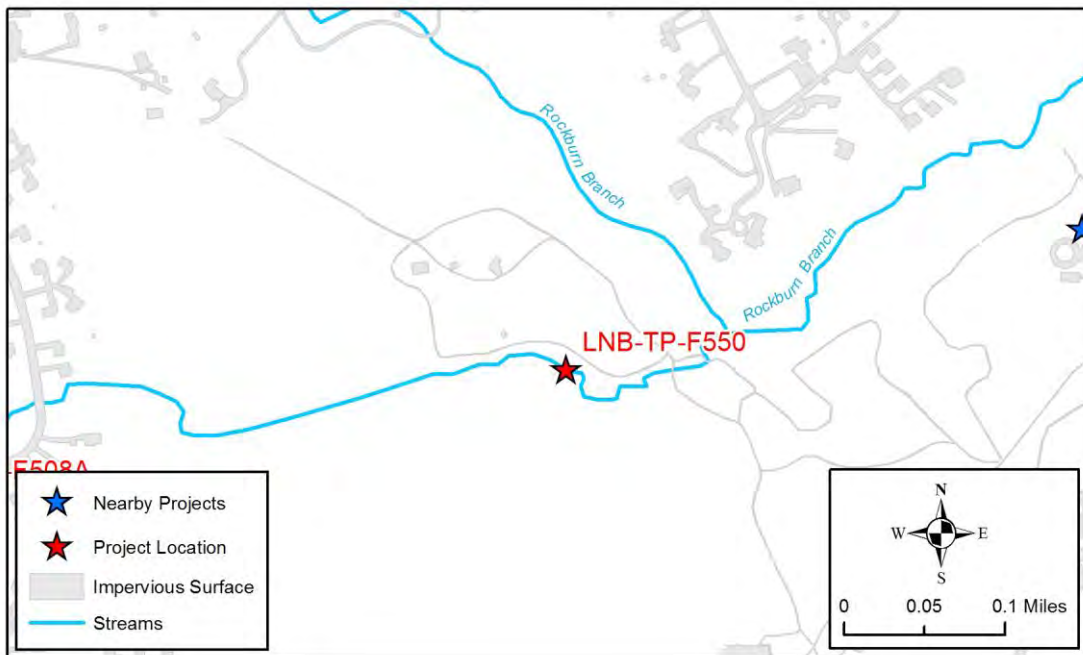 Rockburn Branch
Rockburn Branch
LNB-TP-F550
Nearby Projects
Project Location
Impervious Surface
Streams
N
W
E
S
0
0.05
0.1 Miles